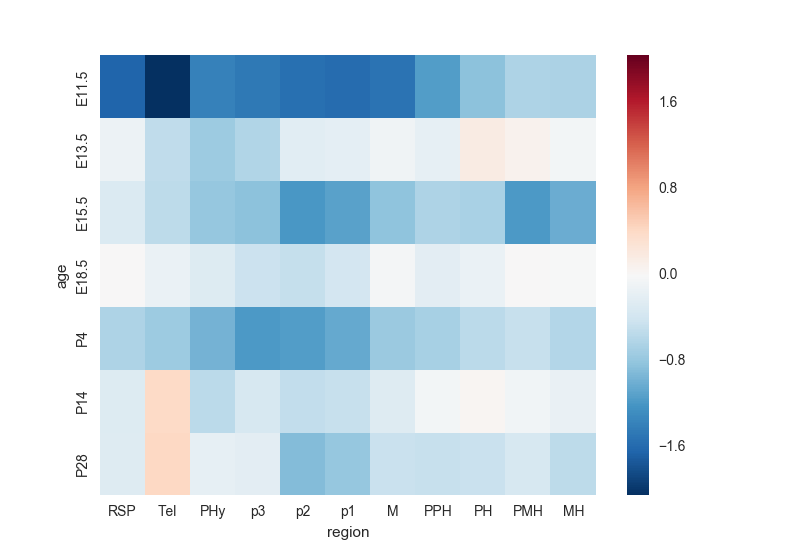 E11.5
E13.5
E15.5
E18.5
P4
P14
P28
age
RSP Tel PHy p3 p2 p1 M PPH PH PMH MH
region
1.6
0.8
0.0
−0.8
−1.6